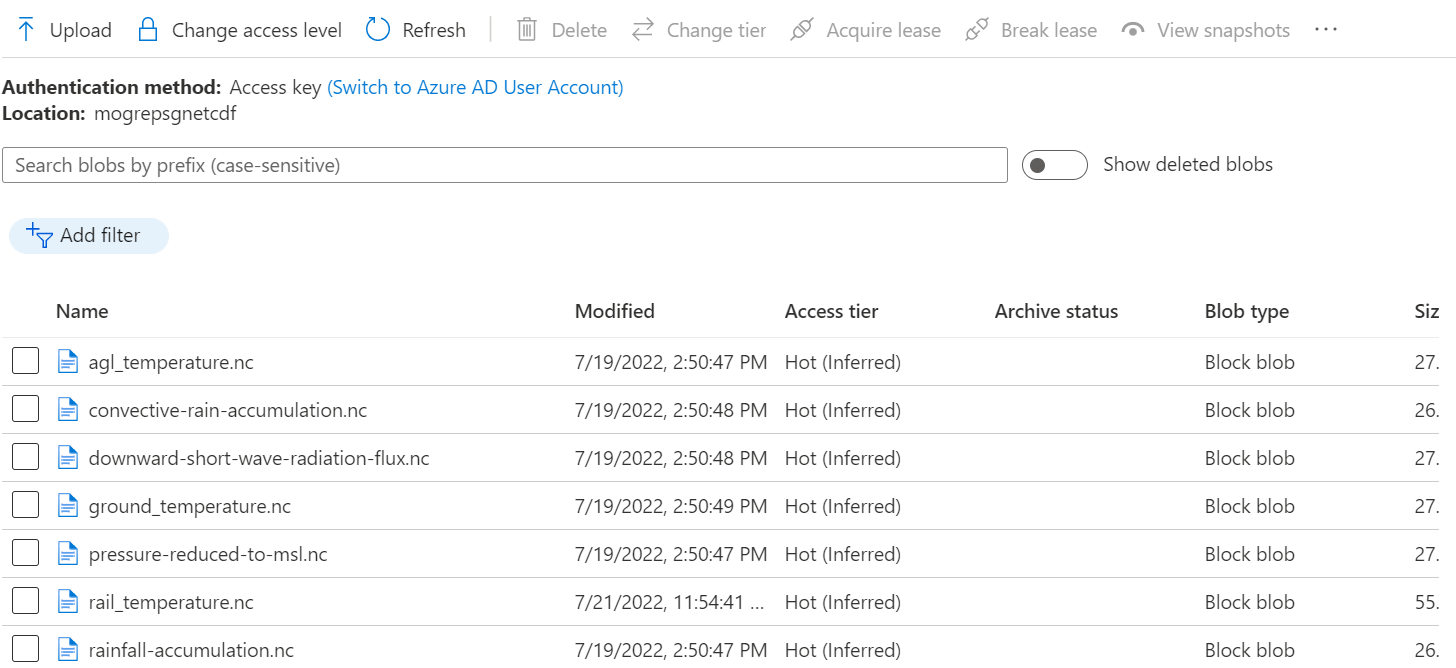 Upload Change access level Refresh Delete Change tier Acquire lease Break lease View snapshots ...
Authentication method: Access key (Switch to Azure AD User Account)
Location: mogrepsgnetcdf
Search blobs by prefix (case-sensitive) Show deleted blobs
Add filter
Name Modified Access tier Archive status Blob type Siz
agl_temperature.nc 7/19/2022, 2:50:47 PM Hot (Inferred) Block blob 27.
convective-rain-accumulation.nc 7/19/2022, 2:50:48 PM Hot (Inferred) Block blob 26.
downward-short-wave-radiation-flux.nc 7/19/2022, 2:50:48 PM Hot (Inferred) Block blob 27.
ground_temperature.nc 7/19/2022, 2:50:49 PM Hot (Inferred) Block blob 27.
pressure-reduced-to-msl.nc 7/19/2022, 2:50:47 PM Hot (Inferred) Block blob 27.
rail_temperature.nc 7/21/2022, 11:54:41 ... Hot (Inferred) Block blob 55.
rainfall-accumulation.nc 7/19/2022, 2:50:47 PM Hot (Inferred) Block blob 26.